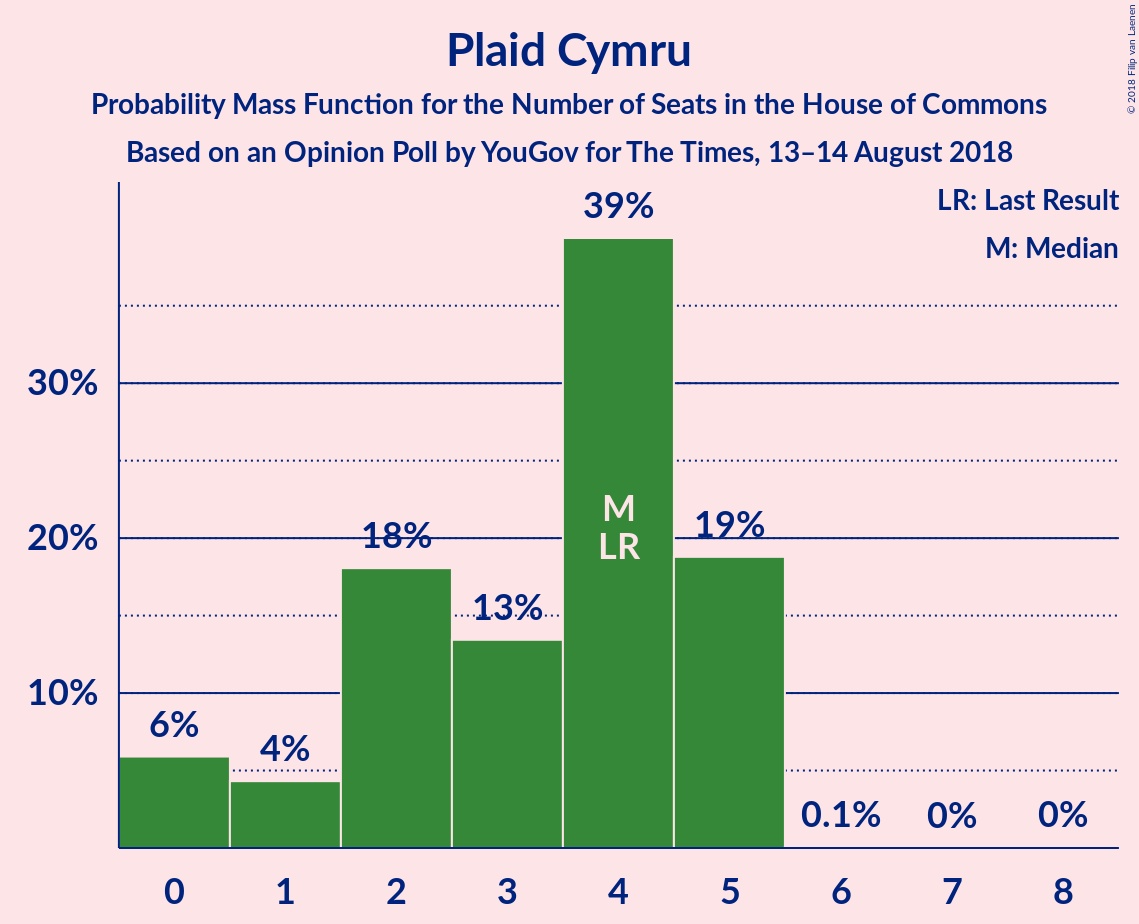 Plaid Cymru
Probability Mass Function for the Number of Seats in the House of Commons
Based on an Opinion Poll by YouGov for The Times, 13–14 August 2018
© 2018 Filip van Laenen
LR: Last Result
M: Median
39%
30%
20%
10%
18%
13%
19%
6%
4%
0.1%
0%
0%
M
LR
0 1 2 3 4 5 6 7 8